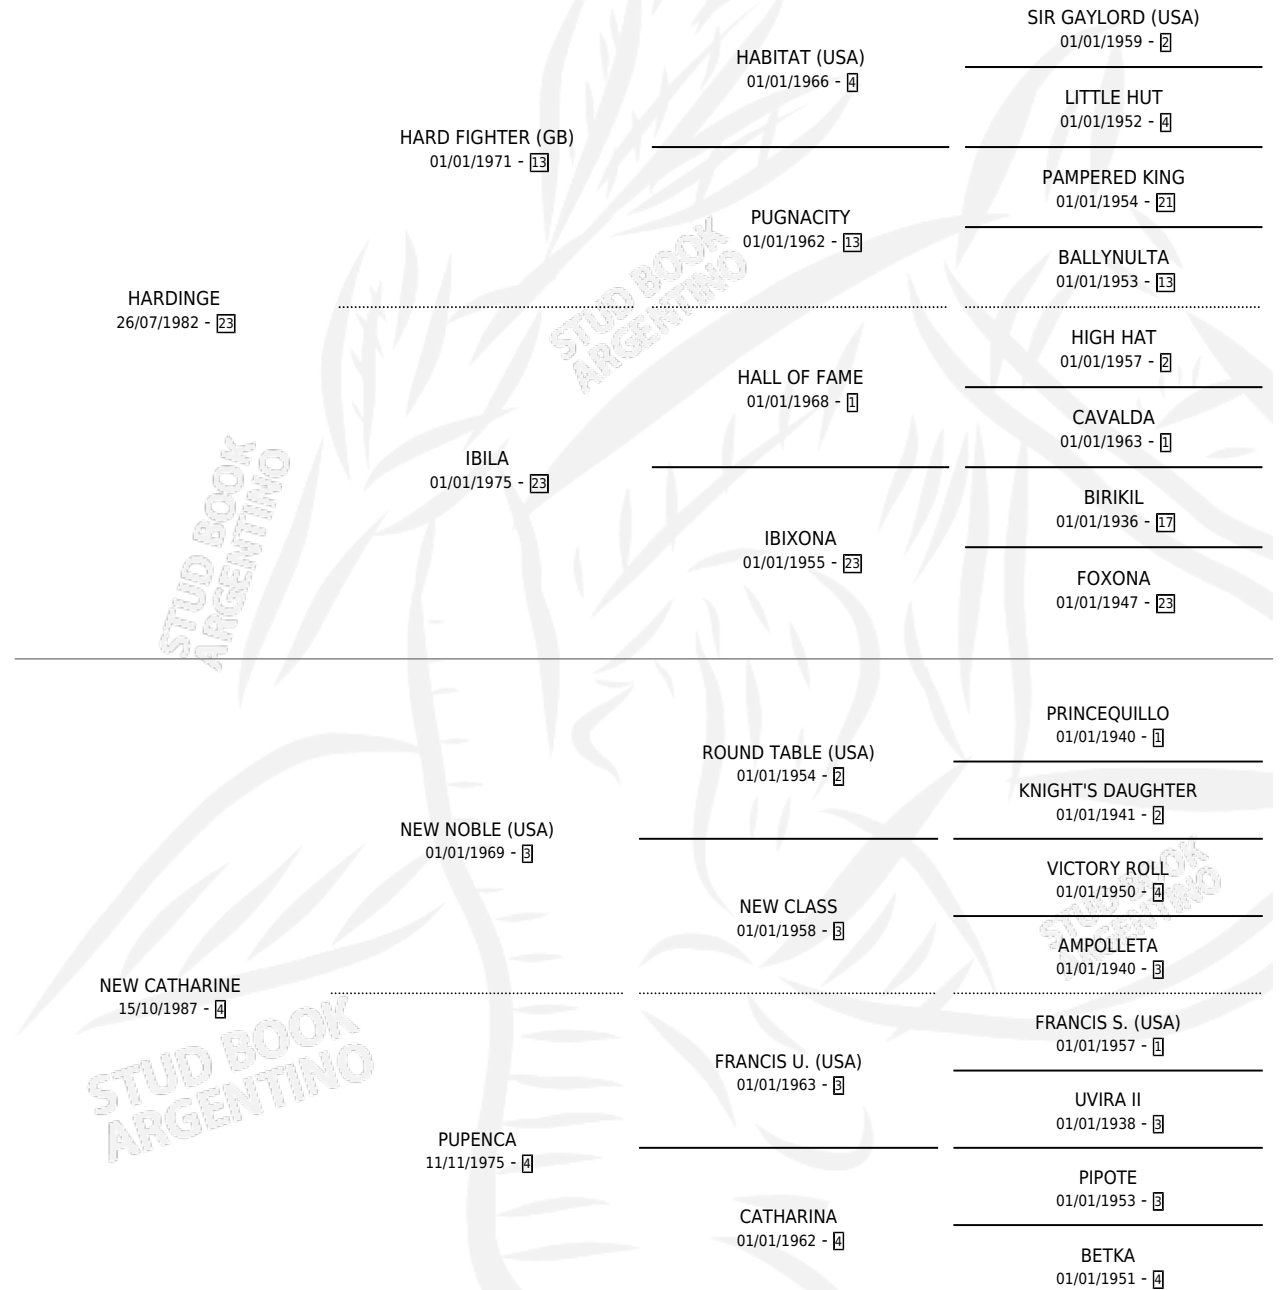 SIR GAYLORD (USA)
01/01/1959 - 2
HABITAT (USA)
01/01/1966 - 4
LITTLE HUT
01/01/1952 - 4
HARD FIGHTER (GB)
01/01/1971 - 13
PAMPERED KING
01/01/1954 - 21
PUGNACITY
01/01/1962 - 13
BALLYNULTA
01/01/1953 - 13
HARDINGE
26/07/1982 - 23
STUD BOOK
ARGENTINO
HIGH HAT
01/01/1957 - 2
HALL OF FAME
01/01/1968 - 1
CAVALDA
01/01/1963 - 1
IBILA
01/01/1975 - 23
BIRIKIL
01/01/1936 - 17
IBIXONA
01/01/1955 - 23
FOXONA
01/01/1947 - 23
STUD BOOK
ARGENTINO
PRINCEQUILLO
01/01/1940 - 1
ROUND TABLE (USA)
01/01/1954 - 2
KNIGHT'S DAUGHTER
01/01/1941 - 2
NEW NOBLE (USA)
01/01/1969 - 3
VICTORY ROLL
01/01/1950 - 4
NEW CLASS
01/01/1958 - 3
STUD BOOK
ARGENTINO
AMPOLLETA
01/01/1940 - 3
NEW CATHARINE
15/10/1987 - 4
STUD BOOK
ARGENTINO
FRANCIS S. (USA)
01/01/1957 - 1
FRANCIS U. (USA)
01/01/1963 - 3
UVIRA II
01/01/1938 - 3
PUPENCA
11/11/1975 - 4
PIPOTE
01/01/1953 - 3
CATHARINA
01/01/1962 - 4
BETKA
01/01/1951 - 4